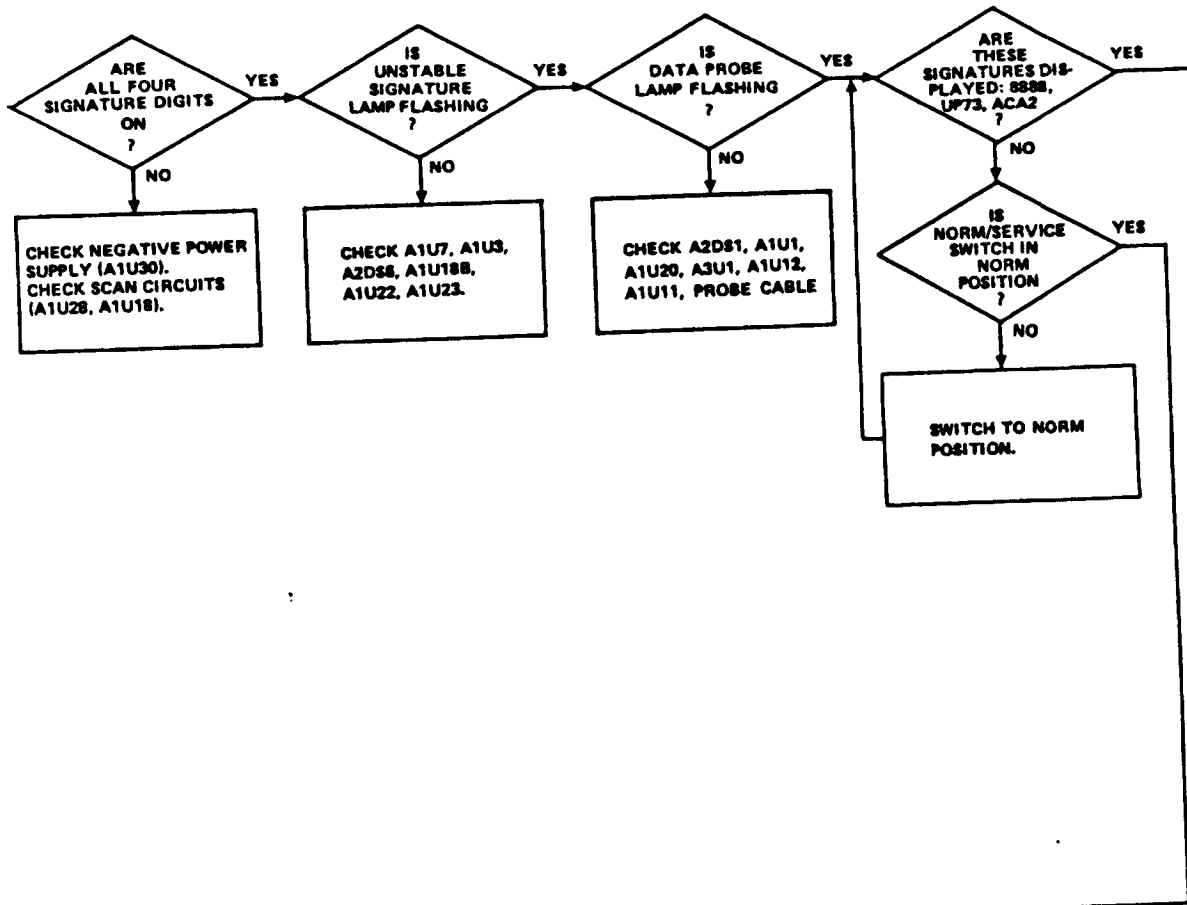 ARE
ALL FOUR
SIGNATURE DIGITS
ON
?
YES
NO
CHECK NEGATIVE POWER
SUPPLY (A1U30).
CHECK SCAN CIRCUITS
(A1U28, A1U18).
IS
UNSTABLE
SIGNATURE
LAMP FLASHING
?
YES
NO
CHECK A1U7, A1U3,
A2DS8, A1U18B,
A1U22, A1U23.
IS
DATA PROBE
LAMP FLASHING
?
YES
NO
CHECK A2DS1, A1U1,
A1U20, A3U1, A1U12,
A1U11, PROBE CABLE
ARE
THESE
SIGNATURES DIS-
PLAYED: 8888,
UP73, ACA2
?
YES
NO
IS
NORM/SERVICE
SWITCH IN
NORM
POSITION
?
YES
NO
SWITCH TO NORM
POSITION.